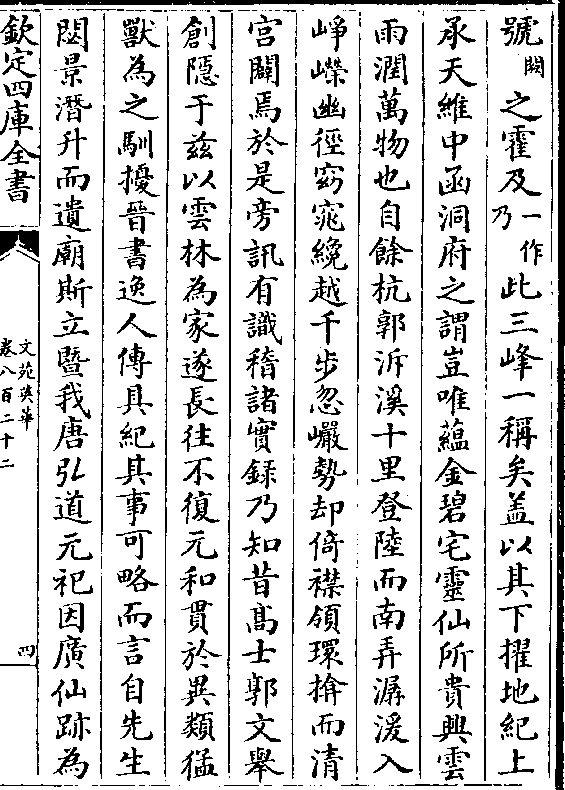 號闕之霍及一作乃此三峰一稱矣盖以其下擢地紀上
承天維中函洞府之謂豈唯藴金碧宅靈仙所貴興雲
雨潤萬物也自餘杭郭泝溪十里登陸而南弄潺湲入
峥嶸幽徑窈窕纔越千步忽巗勢却倚襟領環揜而清
宫闢焉於是旁訊有識稽諸實録乃知昔髙士郭文舉
創隠于兹以雲林為家遂長往不復元和貫於異類猛
獸為之馴擾晉書逸人傳具紀其事可略而言自先生
閟景潛升而遺廟斯立暨我唐弘道元祀因廣仙跡為
欽定四庫全書
文苑英華
卷八百二十二
四